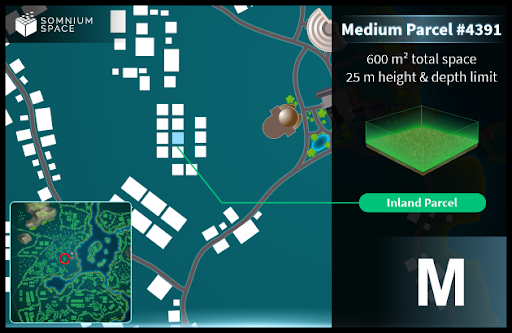 SOMNIUM
SPACE
Medium Parcel #4391
600 m² total space
25 m height & depth limit
Inland Parcel
M